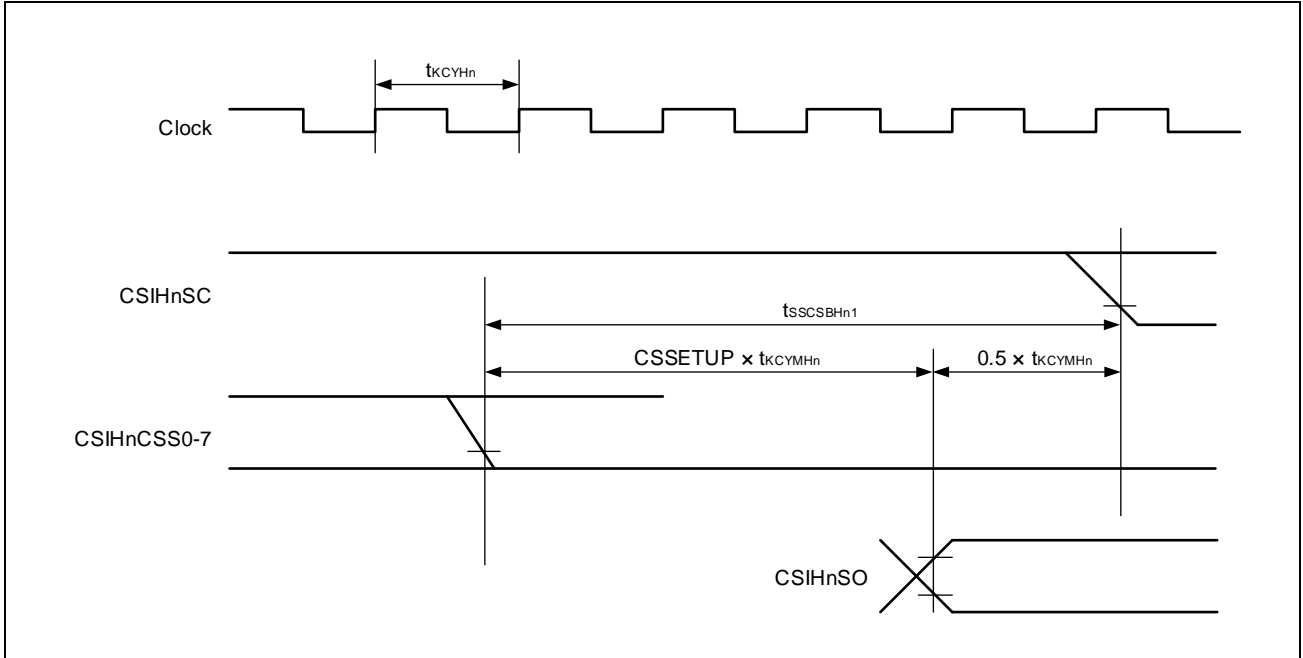 tKCYHn
Clock
CSIHnSC
tSSCSBHn1
CSSETUP × tKCYMHn
0.5 × tKCYMHn
CSIHnCSS0-7
CSIHnSO